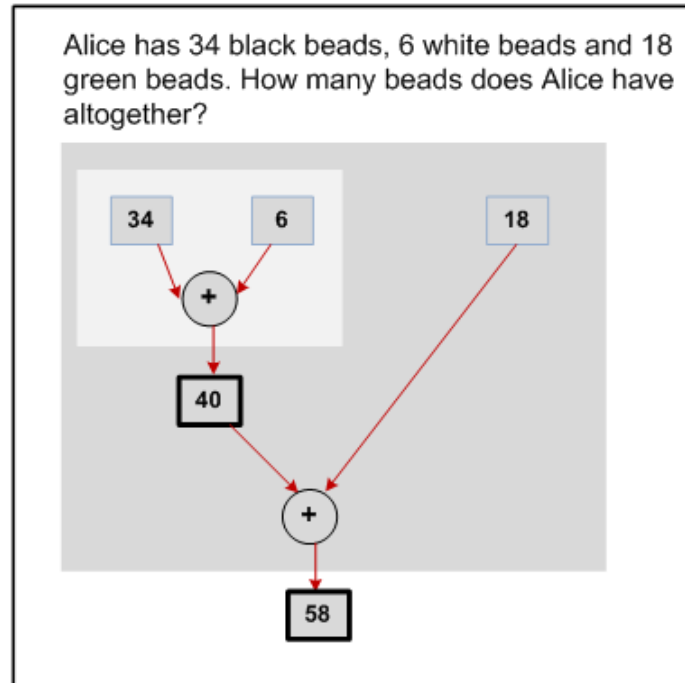 Alice has 34 black beads, 6 white beads and 18
green beads. How many beads does Alice have
altogether?
34 6 18
+
40
+
58